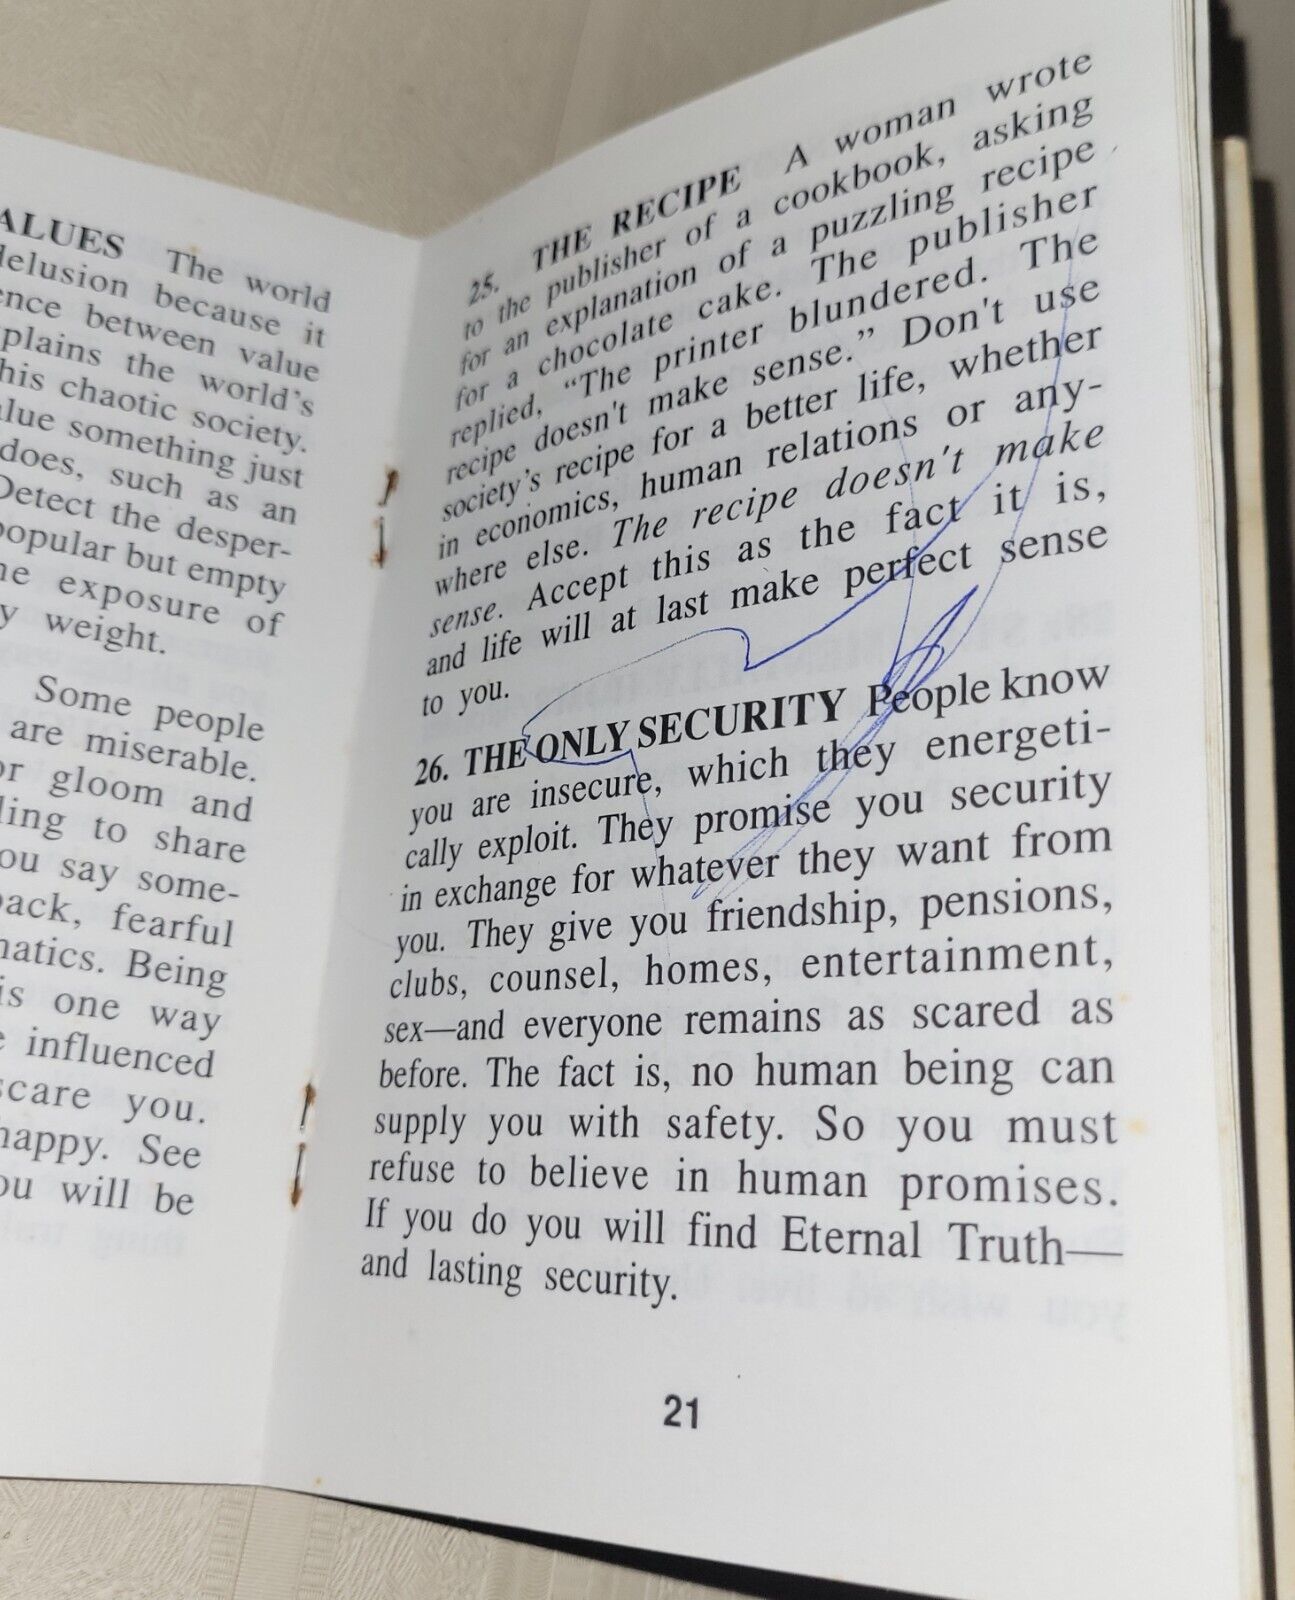 ALUES The world
delusion because it
ence between value
plains the world's
his chaotic society.
alue something just
does, such as an
Detect the desper-
popular but empty
he exposure of
y weight.
Some people
are miserable.
or gloom and
ling to share
ou say some-
back, fearful
matics. Being
is one way
e influenced
scare you.
happy. See
ou will be
25. THE RECIPE A woman wrote
to the publisher of a cookbook, asking
for an explanation of a puzzling recipe
for a chocolate cake. The publisher
replied, “The printer blundered. The
recipe doesn't make sense.” Don't use
society's recipe for a better life, whether
in economics, human relations or any-
where else. The recipe doesn't make
sense. Accept this as the fact it is,
and life will at last make perfect sense
to you.
26. THE ONLY SECURITY People know
you are insecure, which they energeti-
cally exploit. They promise you security
in exchange for whatever they want from
you. They give you friendship, pensions,
clubs, counsel, homes, entertainment,
sex—and everyone remains as scared as
before. The fact is, no human being can
supply you with safety. So you must
refuse to believe in human promises.
If you do you will find Eternal Truth—
and lasting security.
21